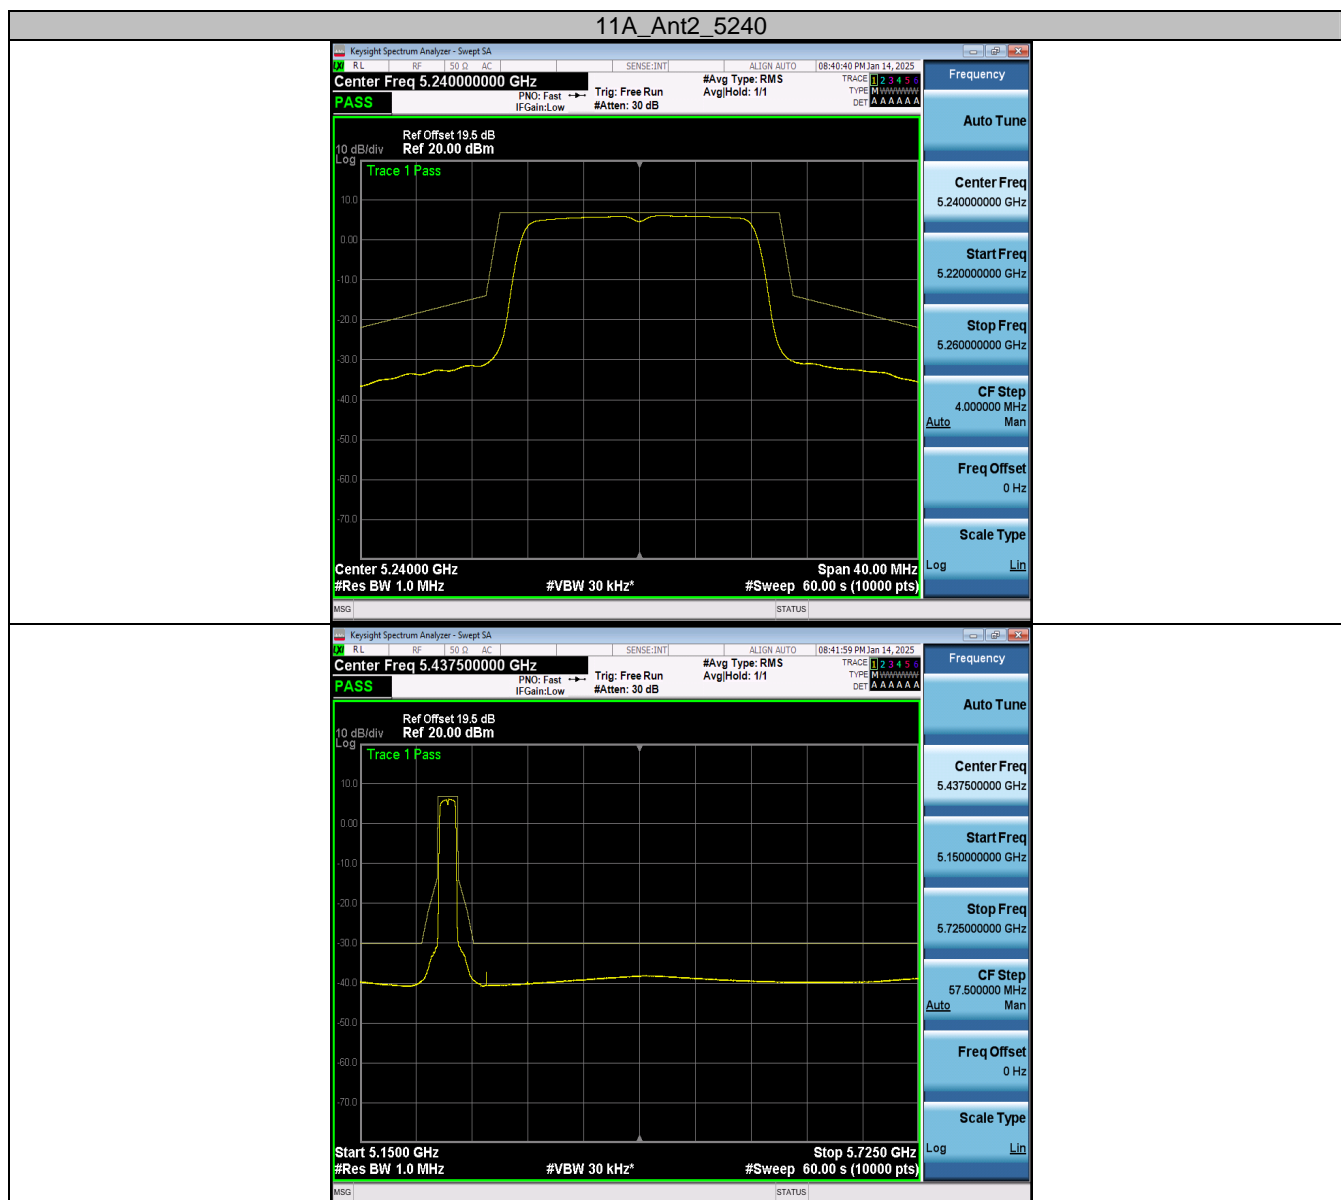 11A_Ant2_5240
Keysight Spectrum Analyzer - Swept SA
LXI RL RF 50 Ω AC SENSE:INT ALIGN AUTO 08:40:40 PM Jan 14, 2025
Center Freq 5.240000000 GHz
PASS
PNO: Fast
IFGain:Low
Trig: Free Run
#Atten: 30 dB
#Avg Type: RMS
Avg|Hold: 1/1
TRACE 1 2 3 4 5 6
TYPE M W W W W W
DET A A A A A A
Ref Offset 19.5 dB
10 dB/div Ref 20.00 dBm
Log
Trace 1 Pass
10.0
0.00
-10.0
-20.0
-30.0
-40.0
-50.0
-60.0
-70.0
Center 5.24000 GHz Span 40.00 MHz
#Res BW 1.0 MHz #VBW 30 kHz* #Sweep 60.00 s (10000 pts)
MSG STATUS
Frequency
Auto Tune
Center Freq
5.240000000 GHz
Start Freq
5.220000000 GHz
Stop Freq
5.260000000 GHz
CF Step
4.000000 MHz
Auto Man
Freq Offset
0 Hz
Scale Type
Log Lin
Keysight Spectrum Analyzer - Swept SA
LXI RL RF 50 Ω AC SENSE:INT ALIGN AUTO 08:41:59 PM Jan 14, 2025
Center Freq 5.437500000 GHz
PASS
PNO: Fast
IFGain:Low
Trig: Free Run
#Atten: 30 dB
#Avg Type: RMS
Avg|Hold: 1/1
TRACE 1 2 3 4 5 6
TYPE M W W W W W
DET A A A A A A
Ref Offset 19.5 dB
10 dB/div Ref 20.00 dBm
Log
Trace 1 Pass
10.0
0.00
-10.0
-20.0
-30.0
-40.0
-50.0
-60.0
-70.0
Start 5.1500 GHz Stop 5.7250 GHz
#Res BW 1.0 MHz #VBW 30 kHz* #Sweep 60.00 s (10000 pts)
MSG STATUS
Frequency
Auto Tune
Center Freq
5.437500000 GHz
Start Freq
5.150000000 GHz
Stop Freq
5.725000000 GHz
CF Step
57.500000 MHz
Auto Man
Freq Offset
0 Hz
Scale Type
Log Lin